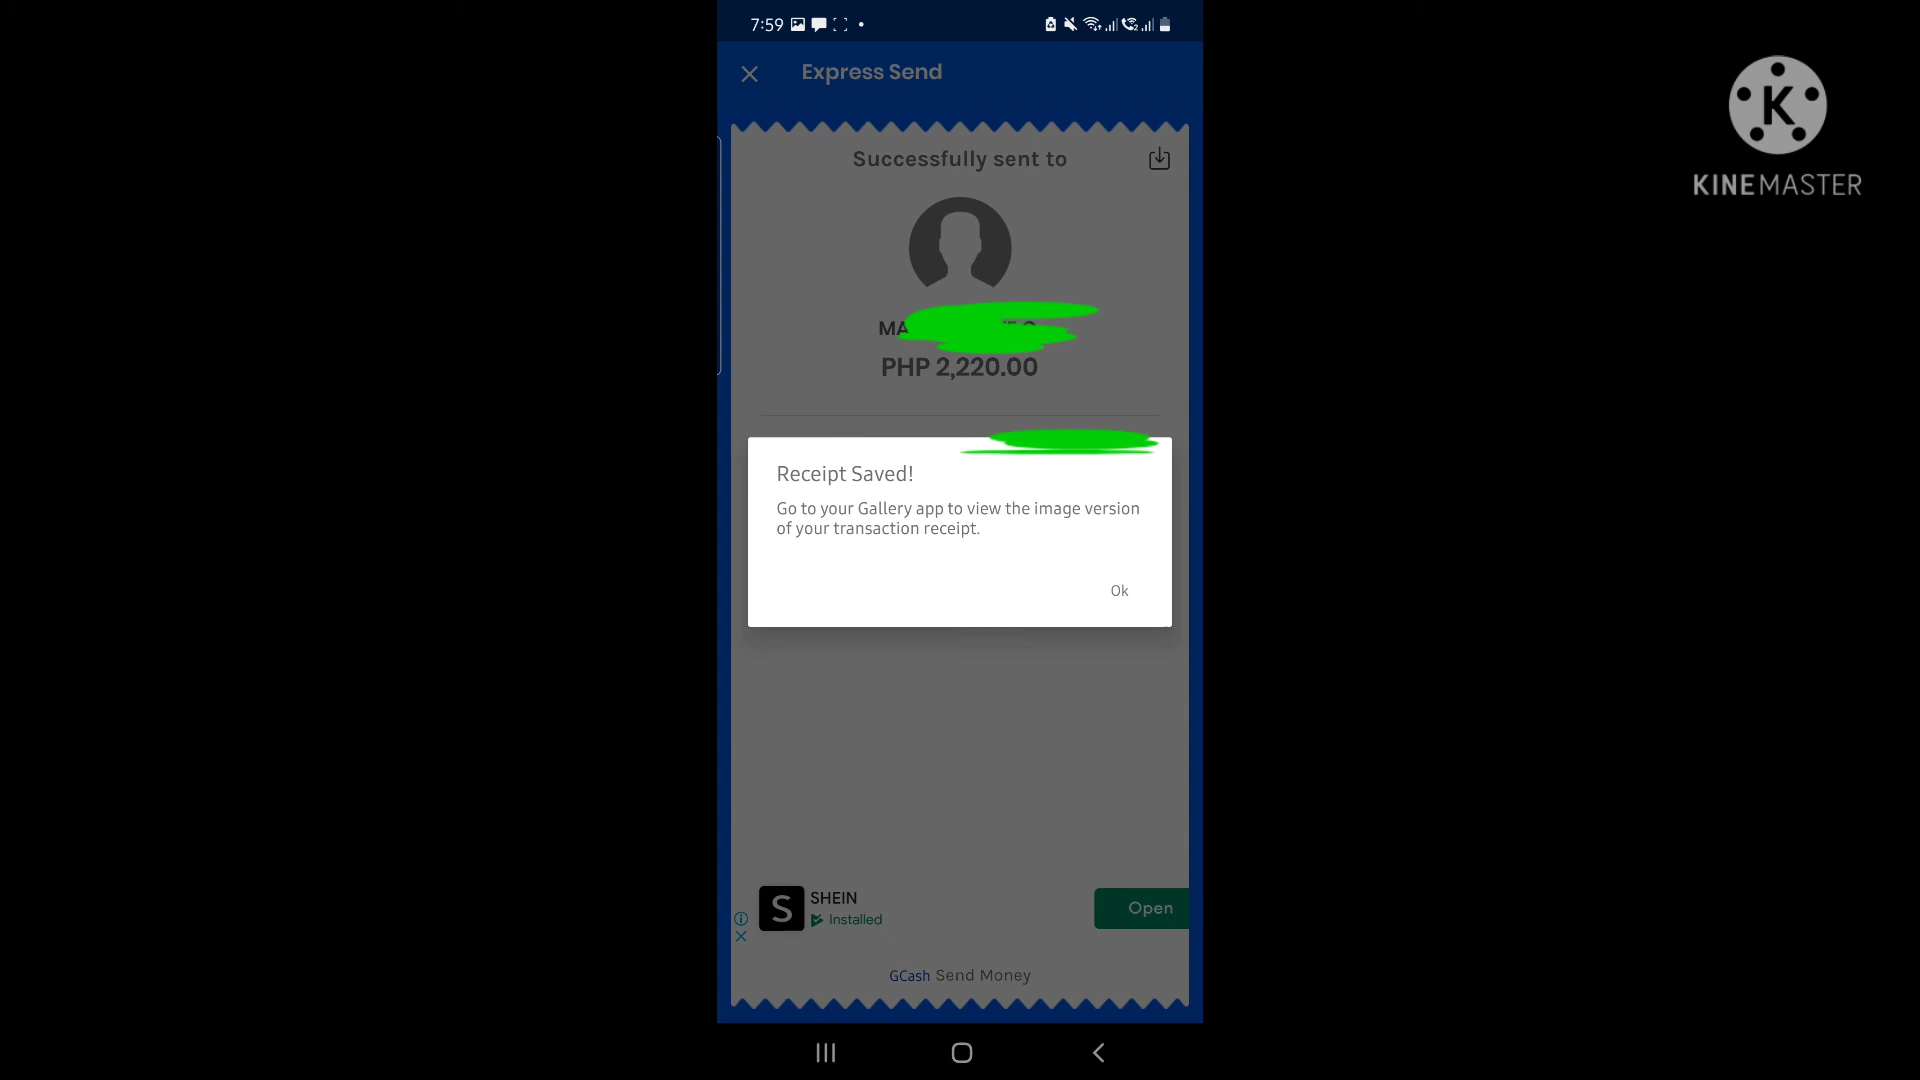 7:59
Express Send
K
KINEMASTER
Successfully sent to
PHP 2,220.00
Receipt Saved!
Go to your Gallery app to view the image version
of your transaction receipt.
Ok
S
SHEIN
Installed
Open
GCash Send Money